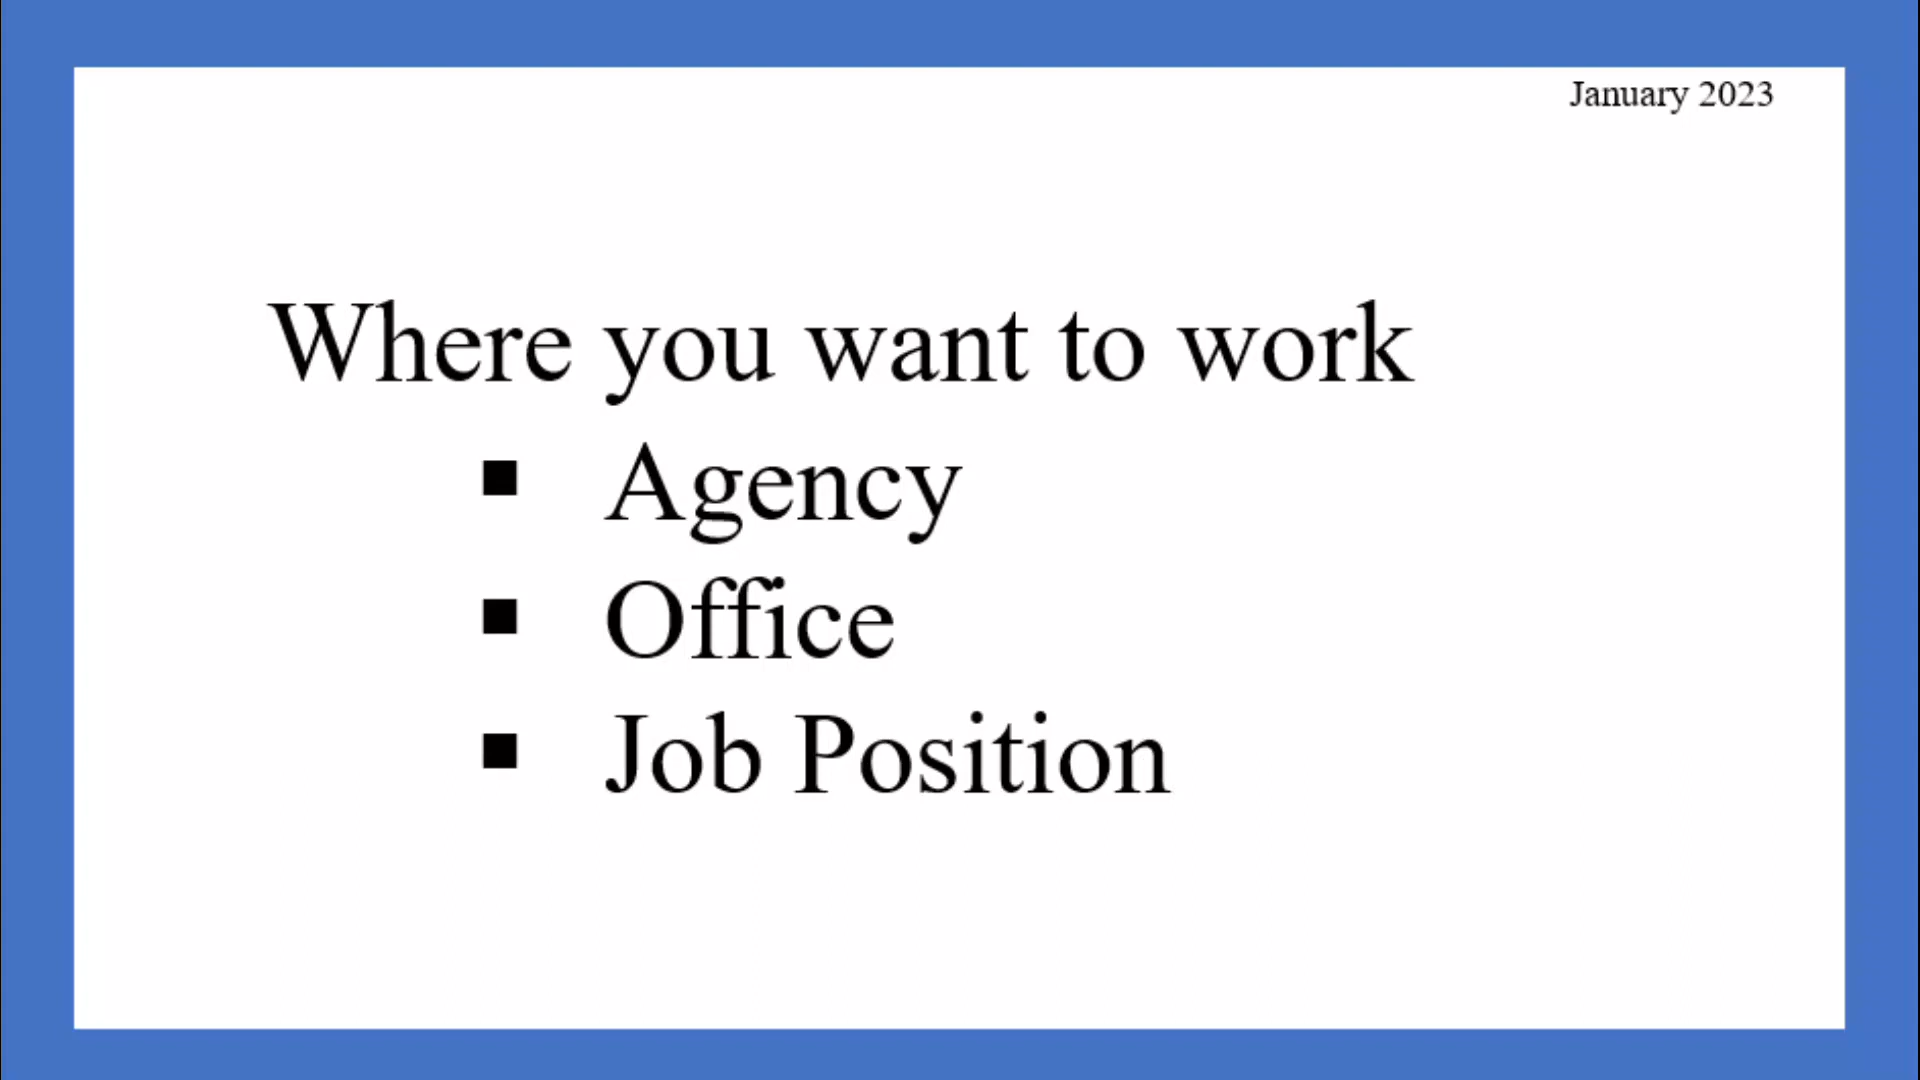 January 2023
Where you want to work
▪ Agency
▪ Office
▪ Job Position